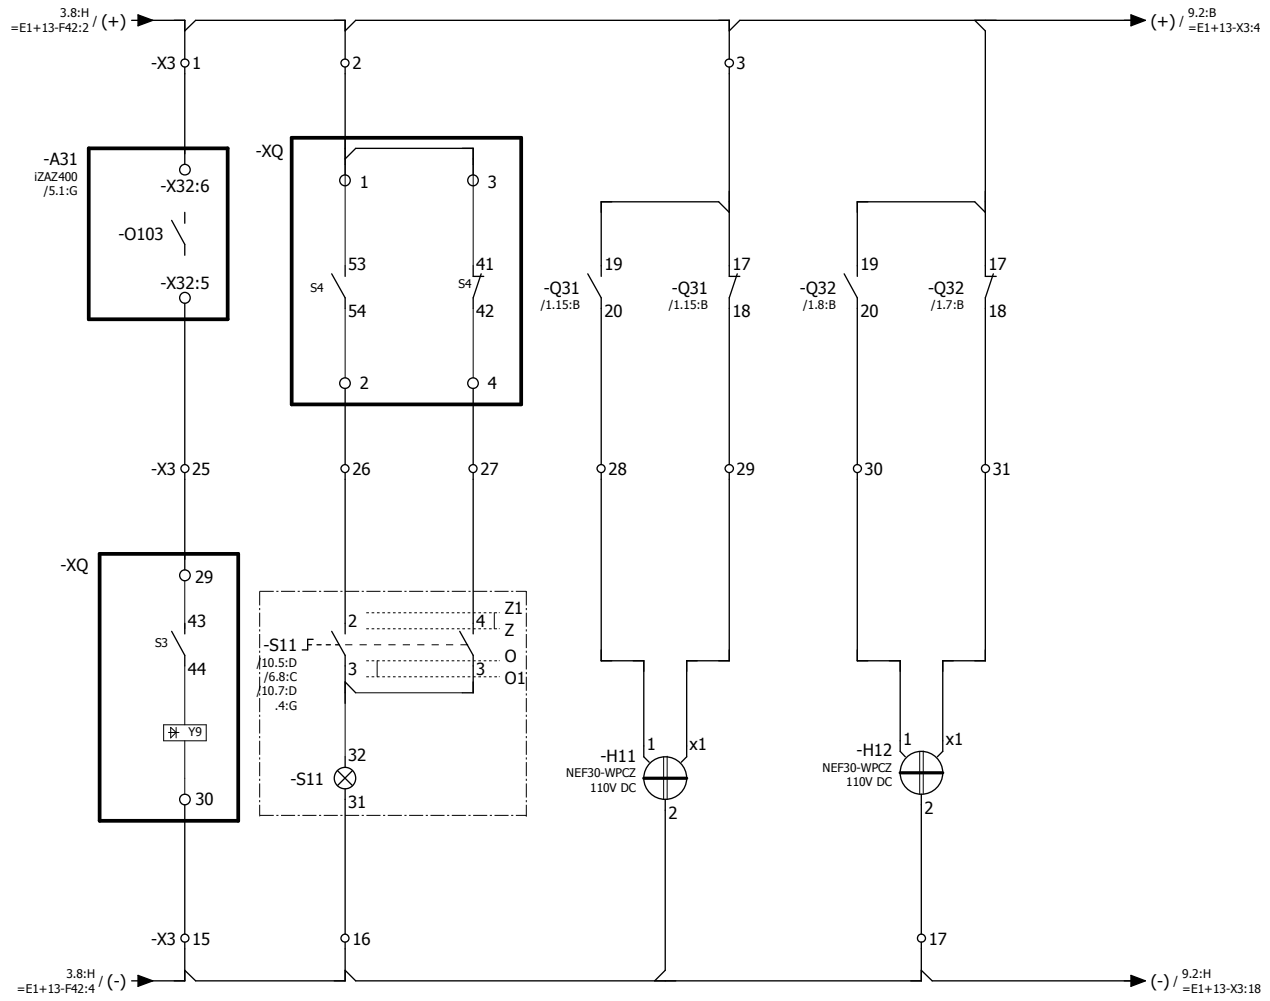 3.8:H
=E1+13-F42:2 / (+)
(+) / 9.2:B
=E1+13-X3:4
-X3 1
2
3
-A31
iZAZ400
/5.1:G
-X32:6
-O103
-X32:5
-XQ
1
3
53
S4
54
41
S4
42
2
4
19
-Q31
/1.15:B
20
17
-Q31
/1.15:B
18
19
-Q32
/1.8:B
20
17
-Q32
/1.7:B
18
-X3 25
26
27
28
29
30
31
-XQ
29
43
S3
44
Y9
30
2
4
Z1
Z
-S11
/10.5:D
/6.8:C
/10.7:D
.4:G
O
O1
3
3
32
-S11
31
1
x1
-H11
NEF30-WPCZ
110V DC
2
1
x1
-H12
NEF30-WPCZ
110V DC
2
-X3 15
16
17
3.8:H
=E1+13-F42:4 / (-)
(-) / 9.2:H
=E1+13-X3:18